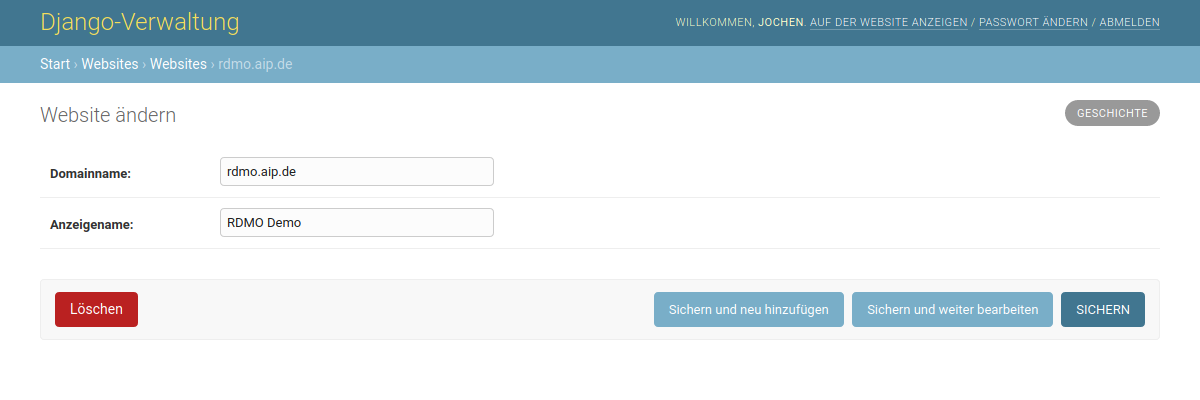 Django-Verwaltung
WILLKOMMEN, JOCHEN. AUF DER WEBSITE ANZEIGEN / PASSWORT ÄNDERN / ABMELDEN
Start › Websites › Websites › rdmo.aip.de
Website ändern
GESCHICHTE
Domainname: rdmo.aip.de
Anzeigename: RDMO Demo
Löschen Sichern und neu hinzufügen Sichern und weiter bearbeiten SICHERN